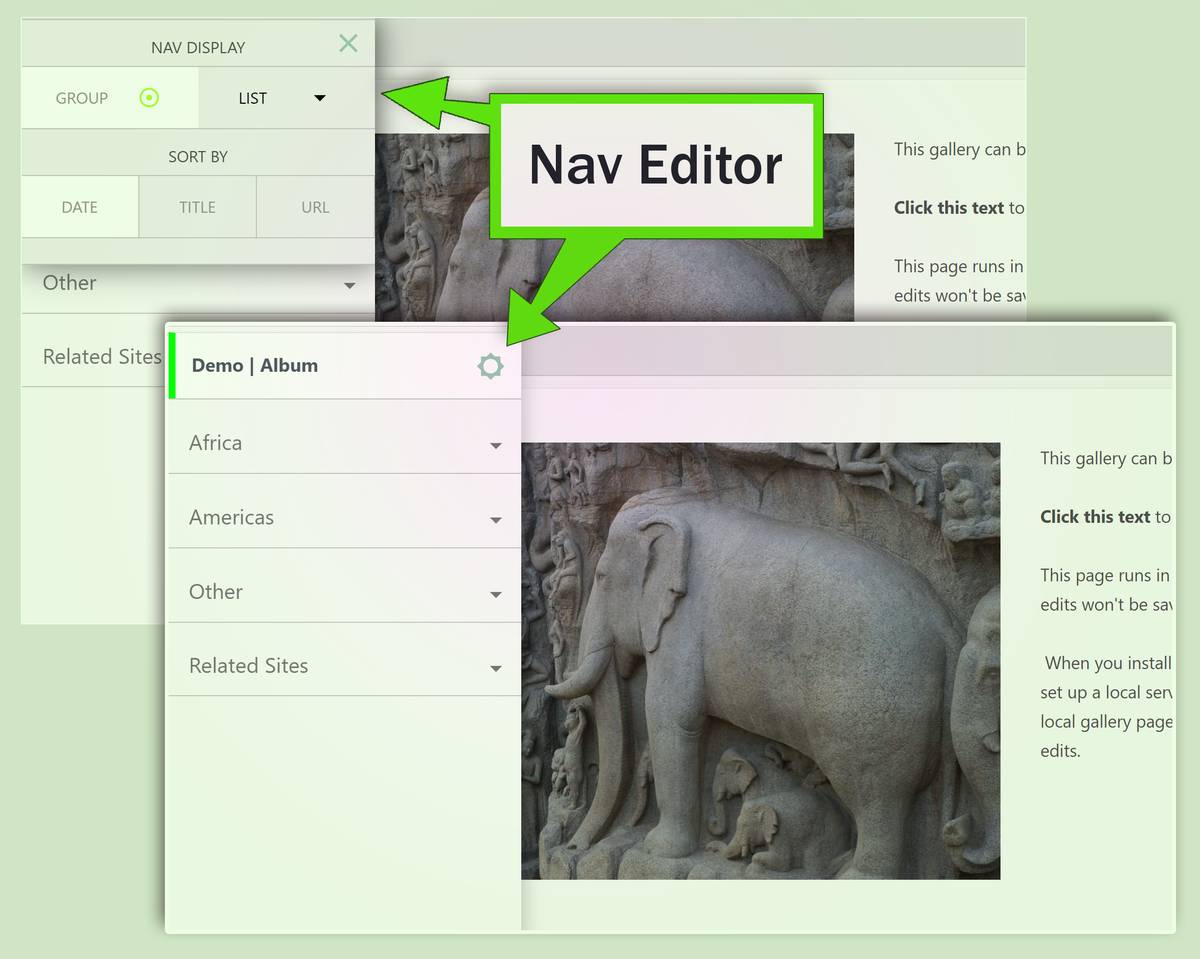 NAV DISPLAY
GROUP
LIST
SORT BY
DATE
TITLE
URL
Other
Related Sites
Nav Editor
This gallery can b
Click this text to
This page runs in
edits won't be sa
Demo | Album
Africa
Americas
Other
Related Sites
This gallery can b
Click this text to
This page runs in
edits won't be sa
When you install
set up a local ser
local gallery page
edits.